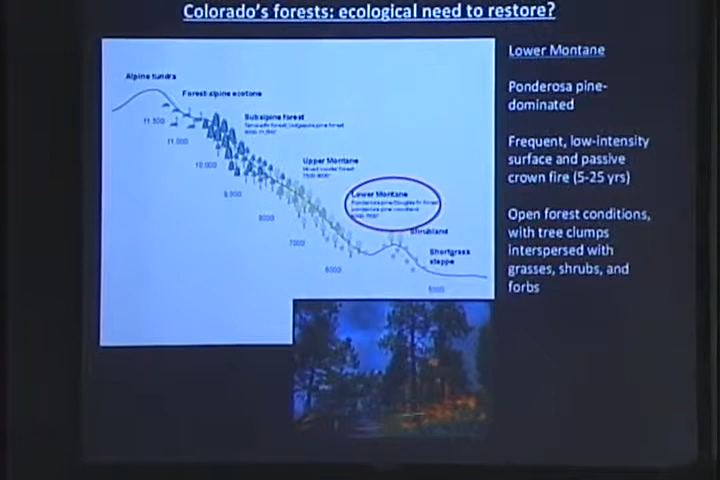 Colorado's forests: ecological need to restore?
Alpine tundra
Forest-alpine ecotone
11,500
11,000
Subalpine forest
10,000
Upper Montane
9,000
Lower Montane
8000
7000
Shrubland
Shortgrass
steppe
6000
5000
Lower Montane
Ponderosa pine-
dominated
Frequent, low-intensity
surface and passive
crown fire (5-25 yrs)
Open forest conditions,
with tree clumps
interspersed with
grasses, shrubs, and
forbs